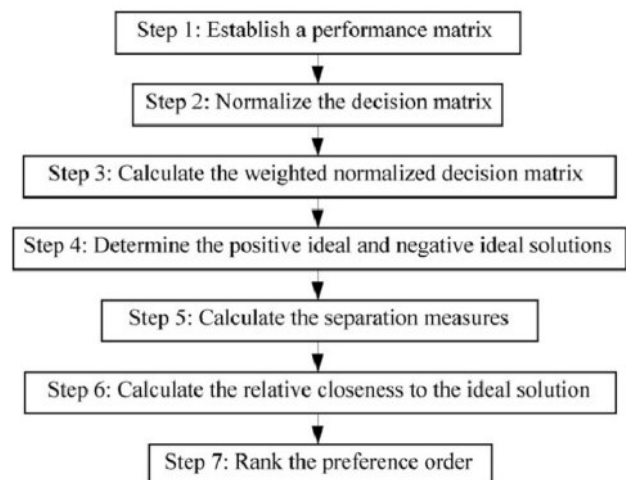 Step 1: Establish a performance matrix
Step 2: Normalize the decision matrix
Step 3: Calculate the weighted normalized decision matrix
Step 4: Determine the positive ideal and negative ideal solutions
Step 5: Calculate the separation measures
Step 6: Calculate the relative closeness to the ideal solution
Step 7: Rank the preference order